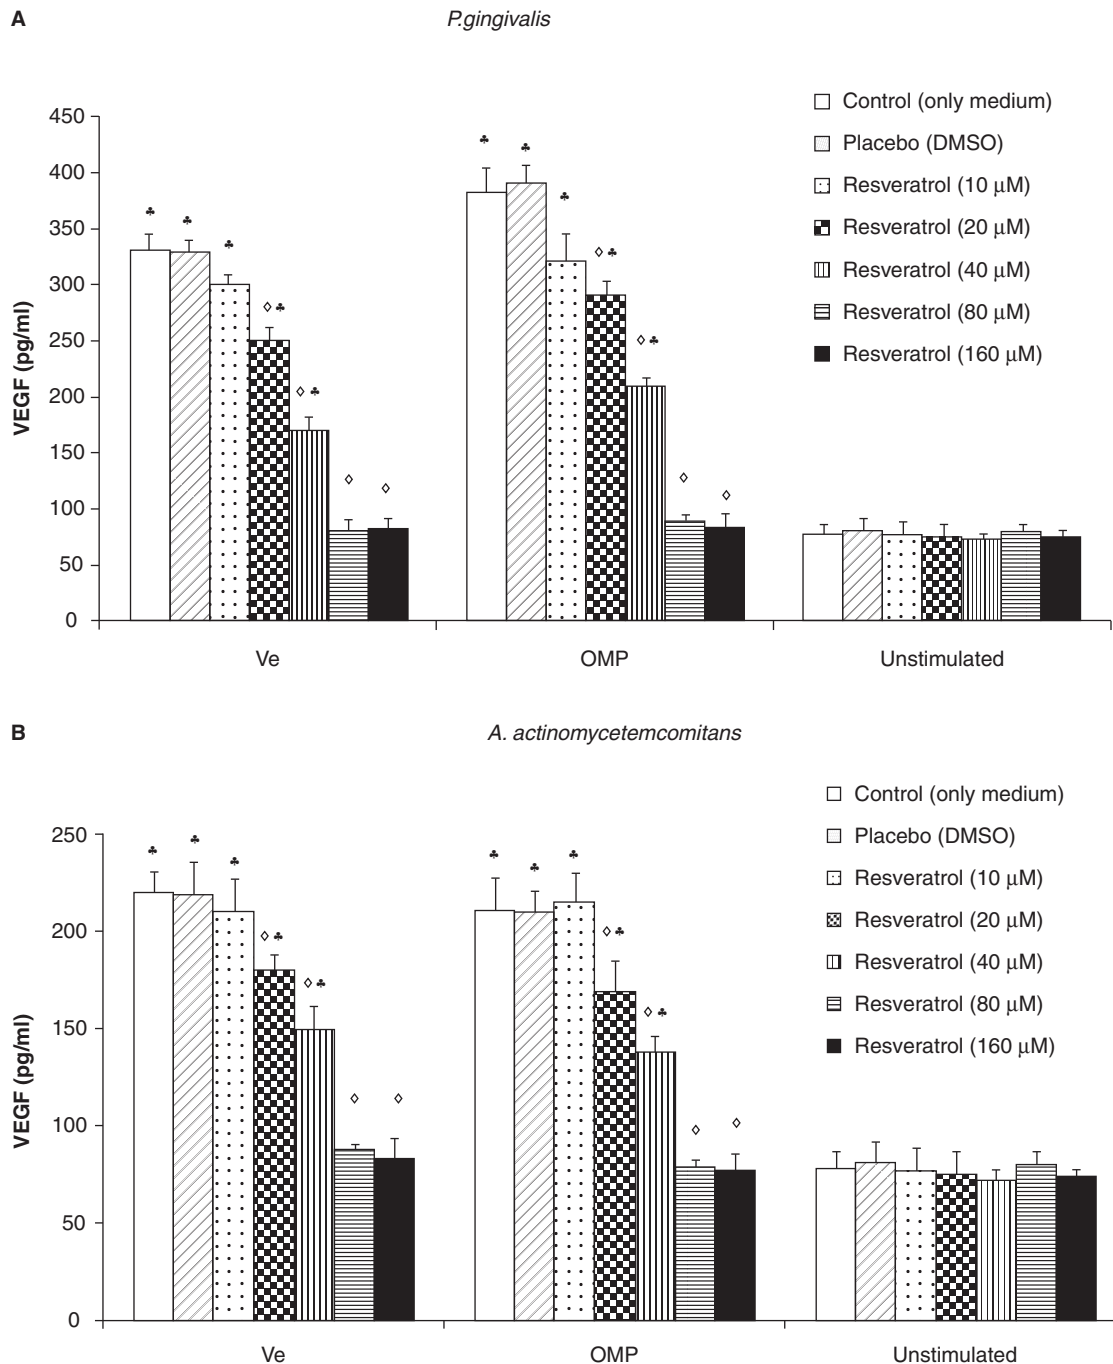 A
P.gingivalis
VEGF (pg/ml)
450
400
350
300
250
200
150
100
50
0
Control (only medium)
Placebo (DMSO)
Resveratrol (10 μM)
Resveratrol (20 μM)
Resveratrol (40 μM)
Resveratrol (80 μM)
Resveratrol (160 μM)
Ve OMP Unstimulated
B
A. actinomycetemcomitans
VEGF (pg/ml)
250
200
150
100
50
0
Control (only medium)
Placebo (DMSO)
Resveratrol (10 μM)
Resveratrol (20 μM)
Resveratrol (40 μM)
Resveratrol (80 μM)
Resveratrol (160 μM)
Ve OMP Unstimulated